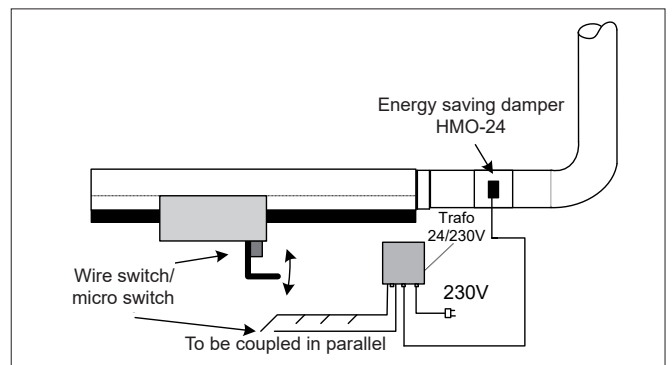 Energy saving damper
HMO-24
Trafo
24/230V
Wire switch/
micro switch
230V
To be coupled in parallel